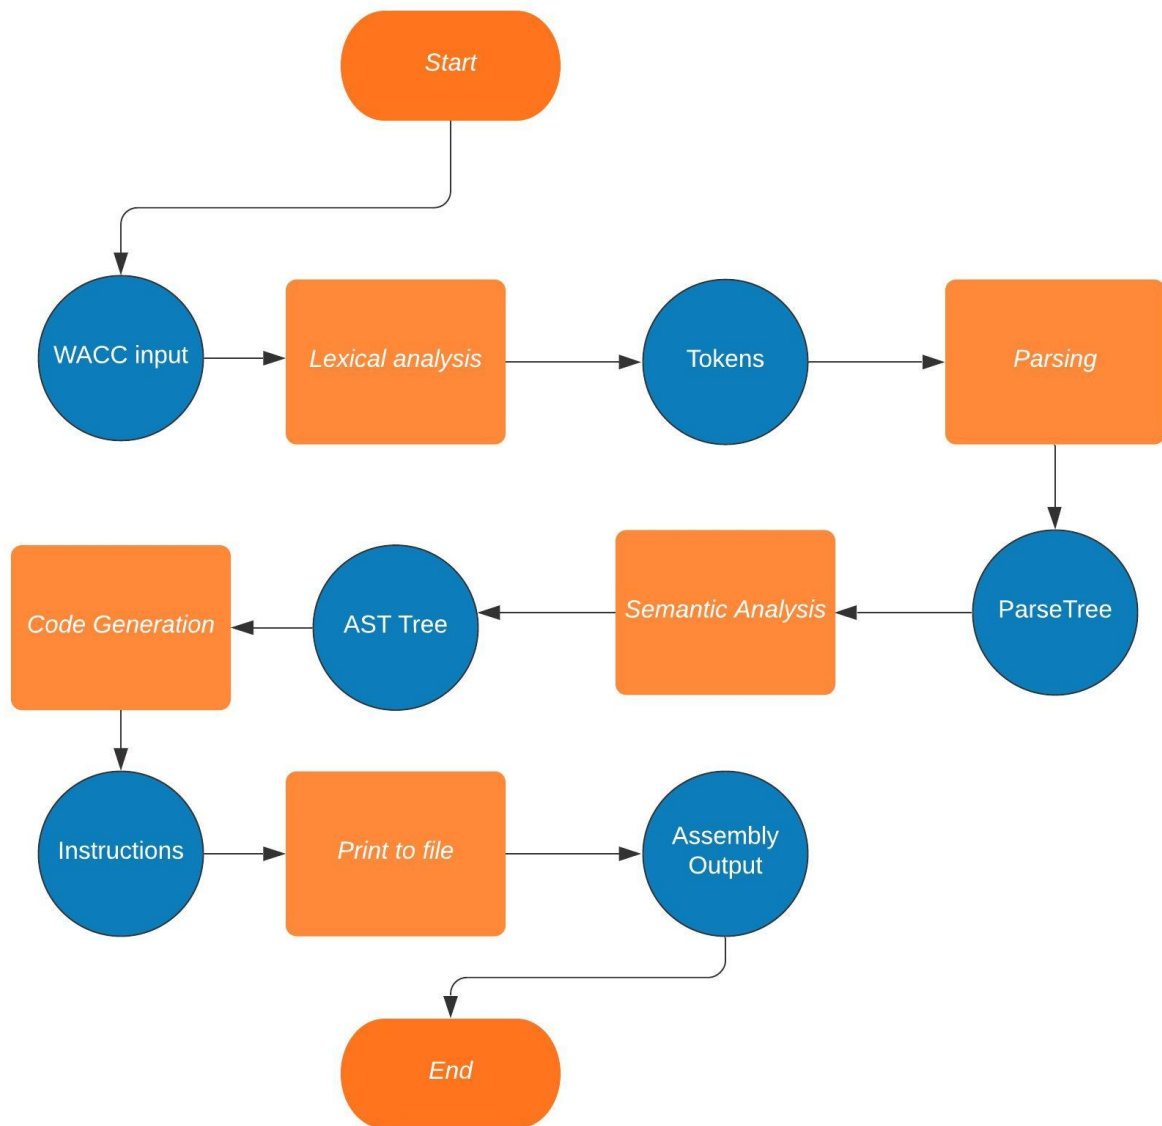 Start
WACC input
Lexical analysis
Tokens
Parsing
ParseTree
Semantic Analysis
AST Tree
Code Generation
Instructions
Print to file
Assembly
Output
End